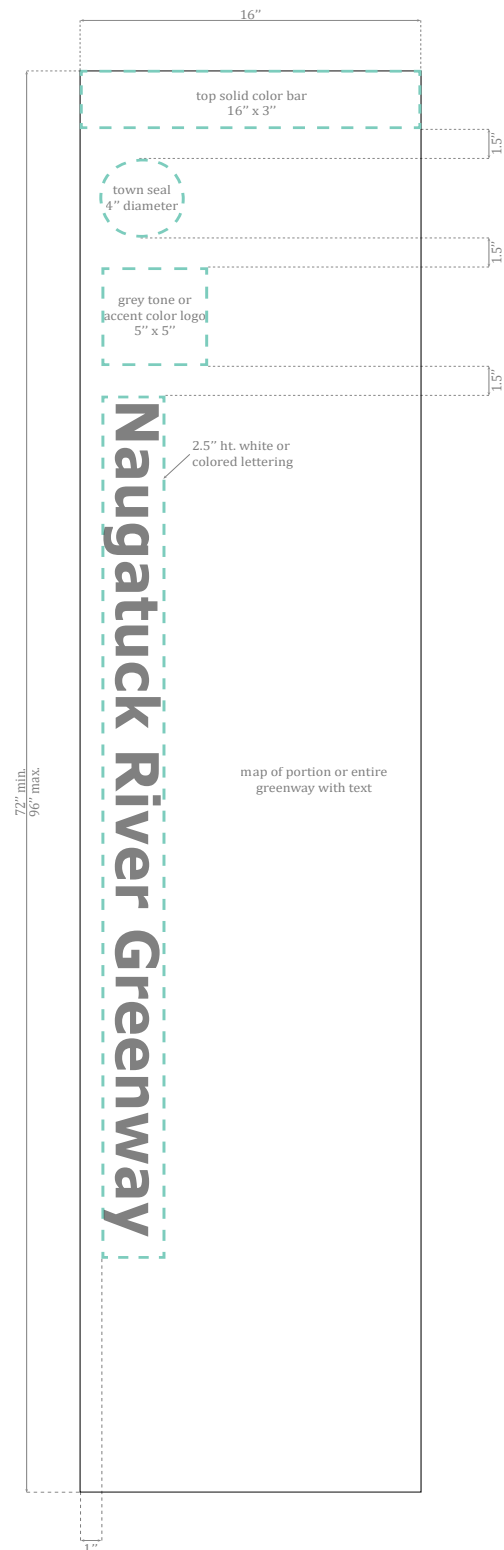 16”
top solid color bar
16” x 3”
1.5”
town seal
4” diameter
1.5”
grey tone or
accent color logo
5” x 5”
1.5”
2.5” ht. white or
colored lettering
Naugatuck River Greenway
map of portion or entire
greenway with text
72” min.
96” max.
1”